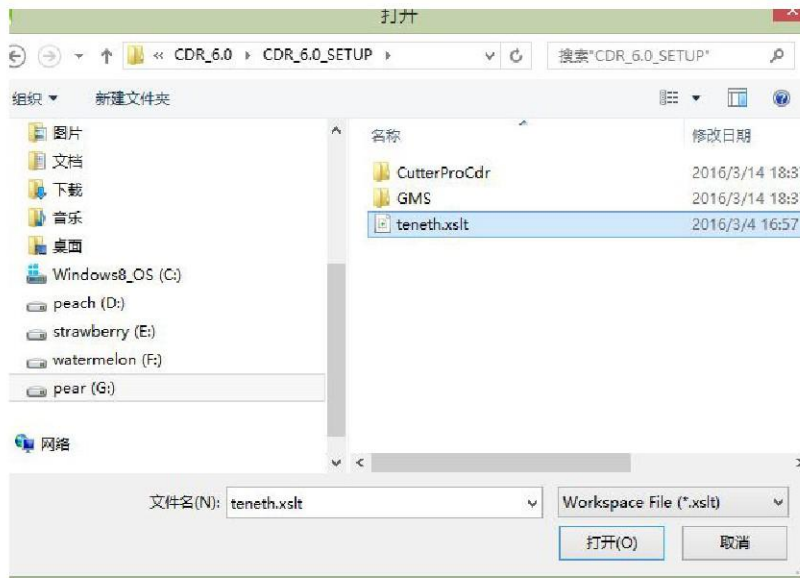 打开
« CDR_6.0 CDR_6.0_SETUP
搜索"CDR_6.0_SETUP"
组织 新建文件夹
图片
文档
下载
音乐
桌面
Windows8_OS (C:)
peach (D:)
strawberry (E:)
watermelon (F:)
pear (G:)
网络
名称 修改日期
CutterProCdr 2016/3/14 18:3
GMS 2016/3/14 18:3
teneth.xslt 2016/3/4 16:57
文件名(N): teneth.xslt Workspace File (*.xslt)
打开(O) 取消